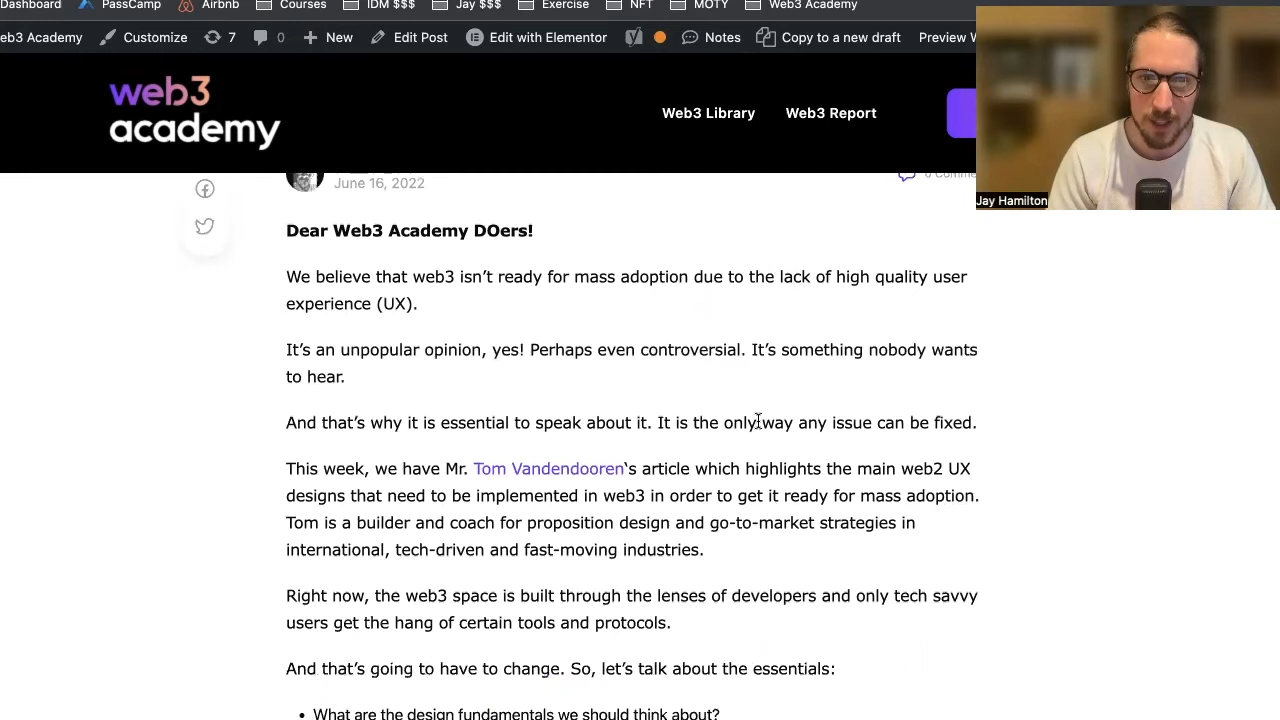 Dashboard PassCamp Airbnb Courses IDM $$$ Jay $$$ Exercise NFT MOTY Web3 Academy
eb3 Academy Customize 7 0 New Edit Post Edit with Elementor Notes Copy to a new draft Preview
web3
academy
Web3 Library Web3 Report
Jay Hamilton
June 16, 2022
Dear Web3 Academy DOers!
We believe that web3 isn’t ready for mass adoption due to the lack of high quality user
experience (UX).
It’s an unpopular opinion, yes! Perhaps even controversial. It’s something nobody wants
to hear.
And that’s why it is essential to speak about it. It is the only way any issue can be fixed.
This week, we have Mr. Tom Vandendooren‘s article which highlights the main web2 UX
designs that need to be implemented in web3 in order to get it ready for mass adoption.
Tom is a builder and coach for proposition design and go-to-market strategies in
international, tech-driven and fast-moving industries.
Right now, the web3 space is built through the lenses of developers and only tech savvy
users get the hang of certain tools and protocols.
And that’s going to have to change. So, let’s talk about the essentials:
• What are the design fundamentals we should think about?